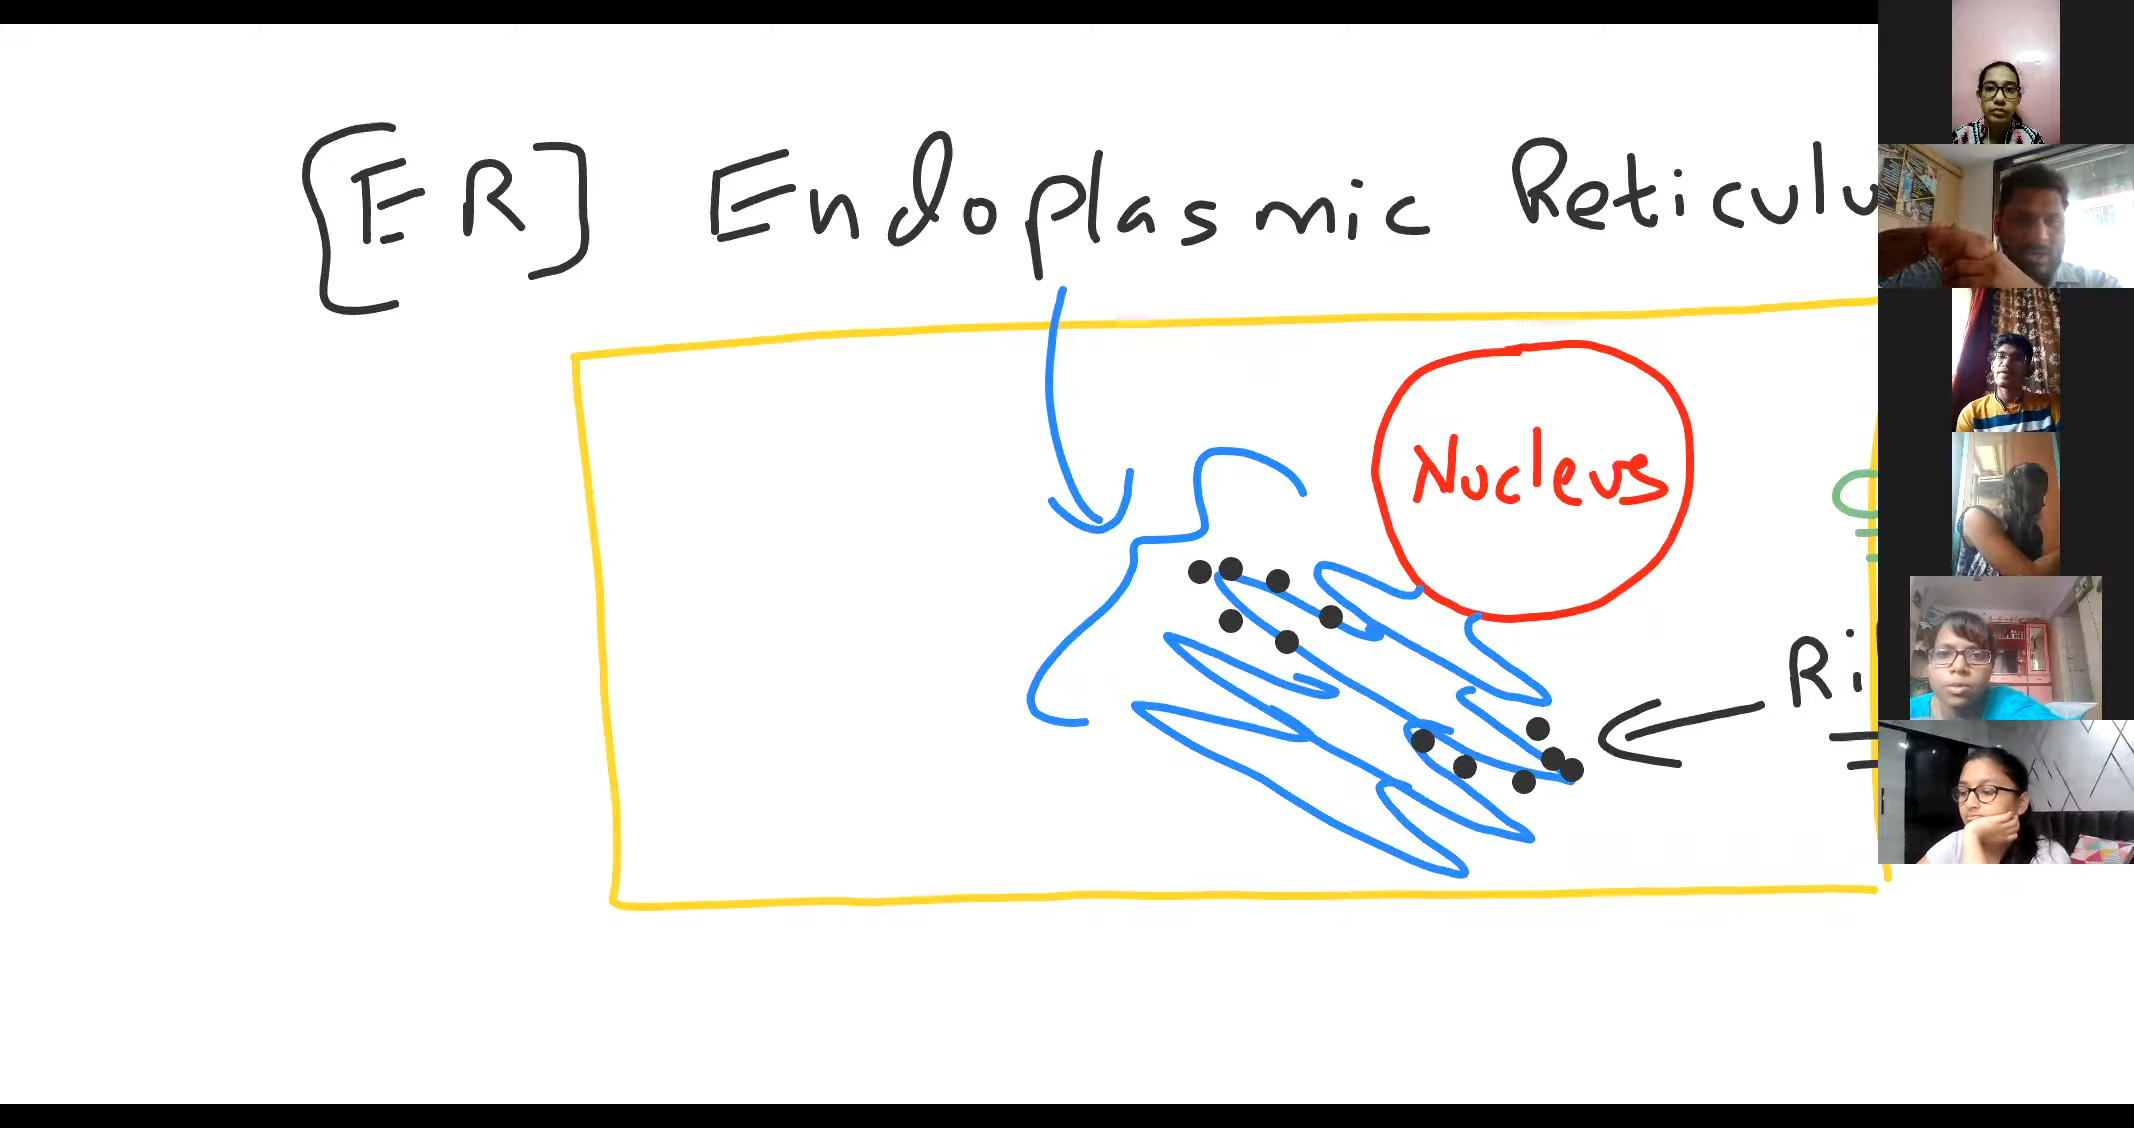 [ER] Endoplasmic Reticulu
Nucleus
Ri